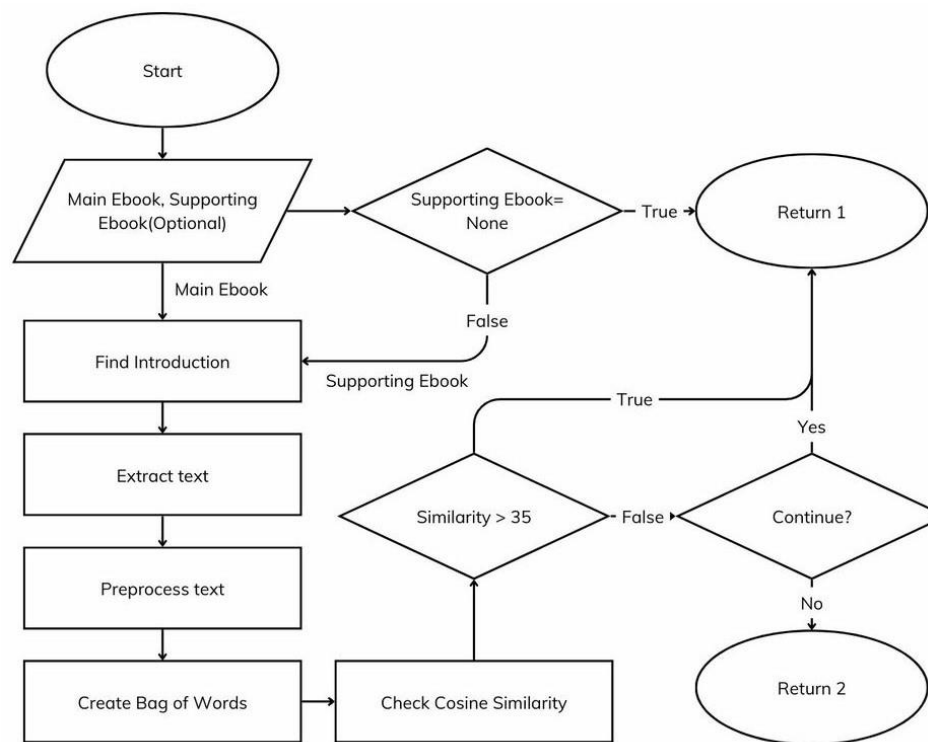 Start
Main Ebook, Supporting
Ebook(Optional)
Supporting Ebook=
None
True
Return 1
Main Ebook
False
Find Introduction
Supporting Ebook
True
Yes
Extract text
Similarity > 35
False
Continue?
Preprocess text
No
Create Bag of Words
Check Cosine Similarity
Return 2